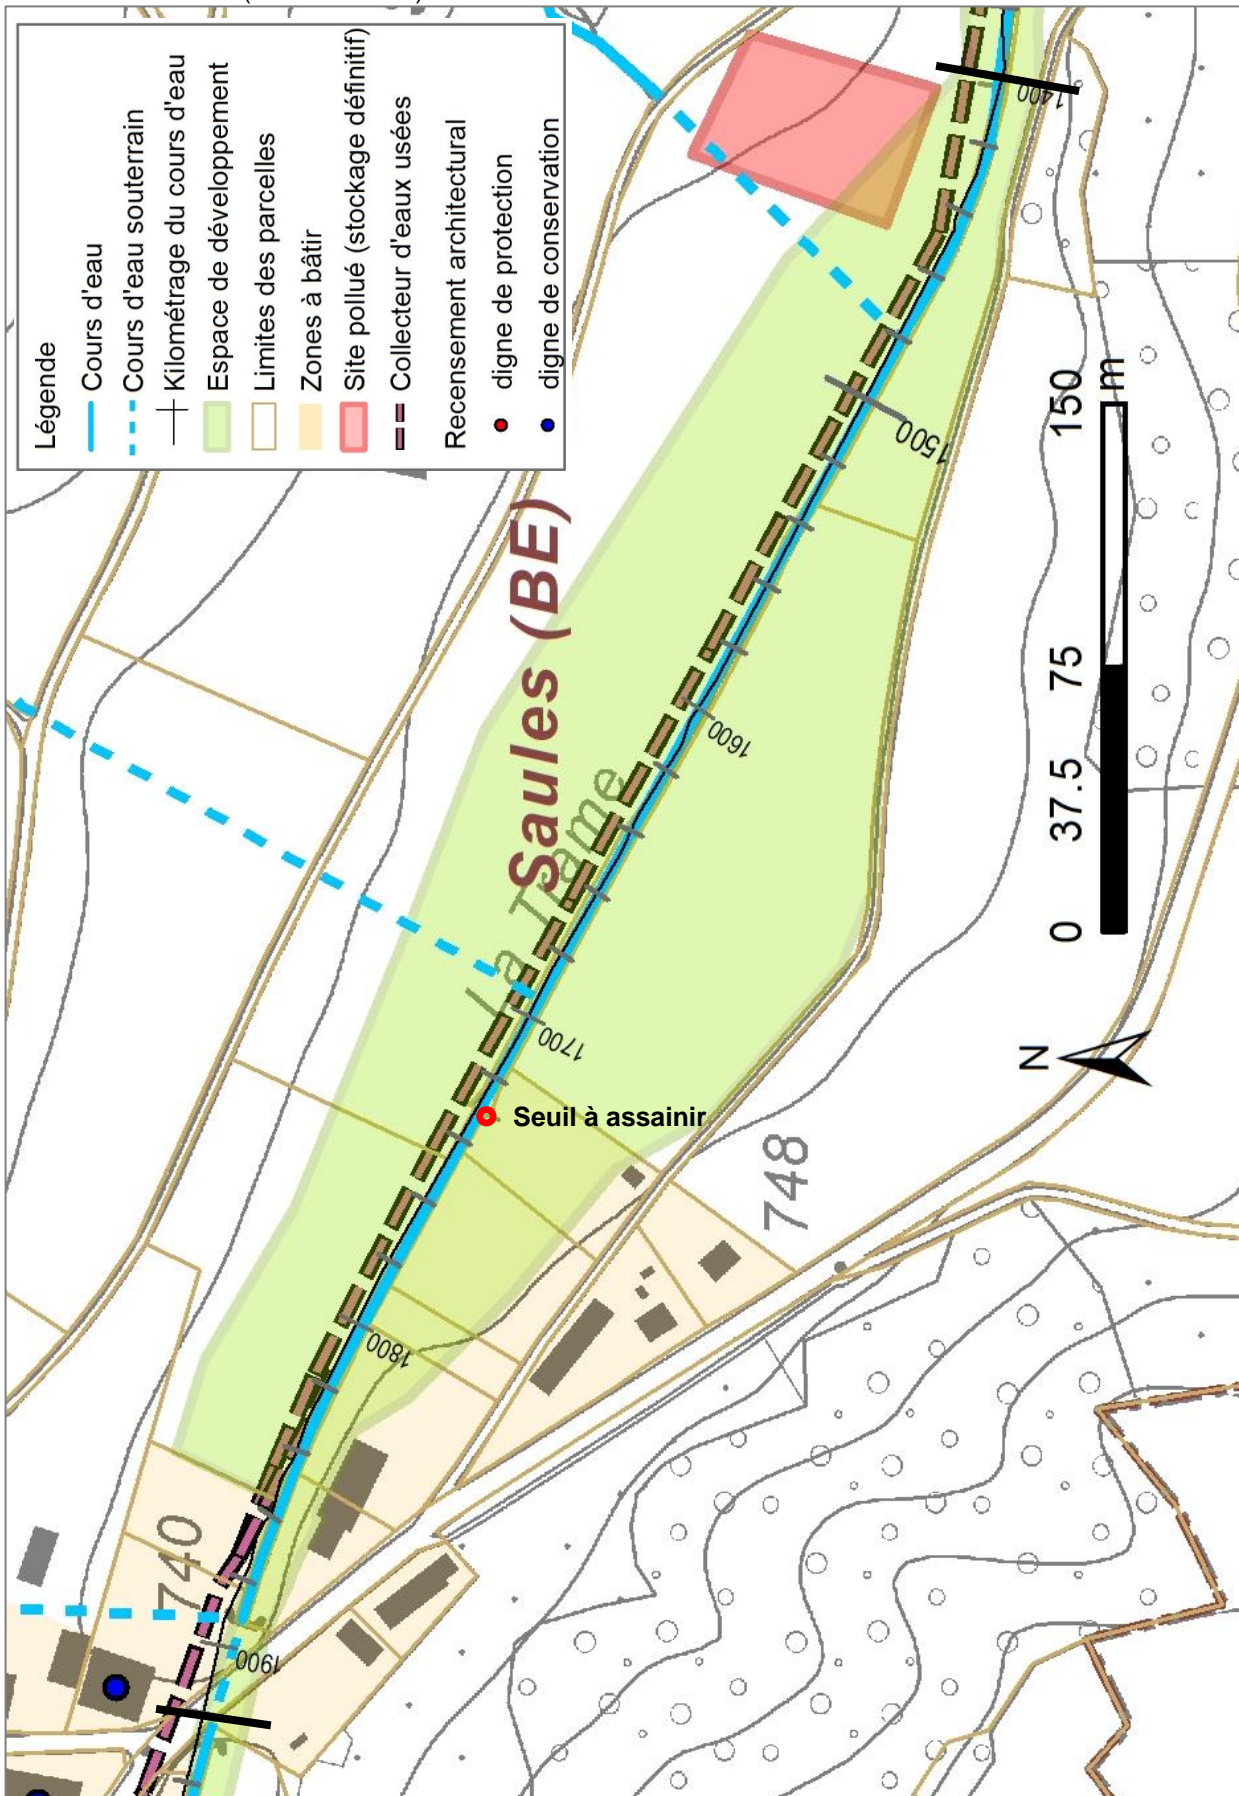 Légende
Cours d'eau
Cours d'eau souterrain
Kilométrage du cours d'eau
Espace de développement
Limites des parcelles
Zones à bâtir
Site pollué (stockage définitif)
Collecteur d'eaux usées
Recensement architectural
digne de protection
digne de conservation
1400
1500
1600
1700
1800
1900
Saules (BE)
La Trame
Seuil à assainir
740
748
N
0 37.5 75 150
m